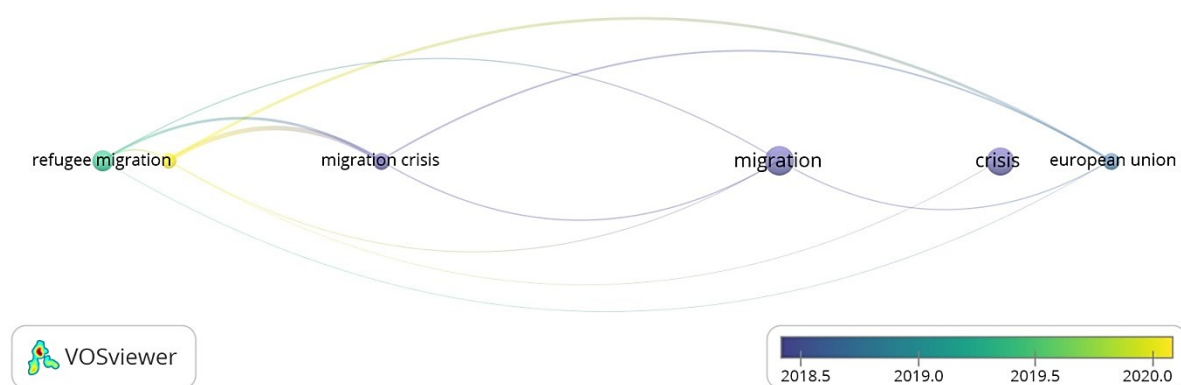 refugee migration migration crisis migration crisis european union
VOSviewer
2018.5 2019.0 2019.5 2020.0